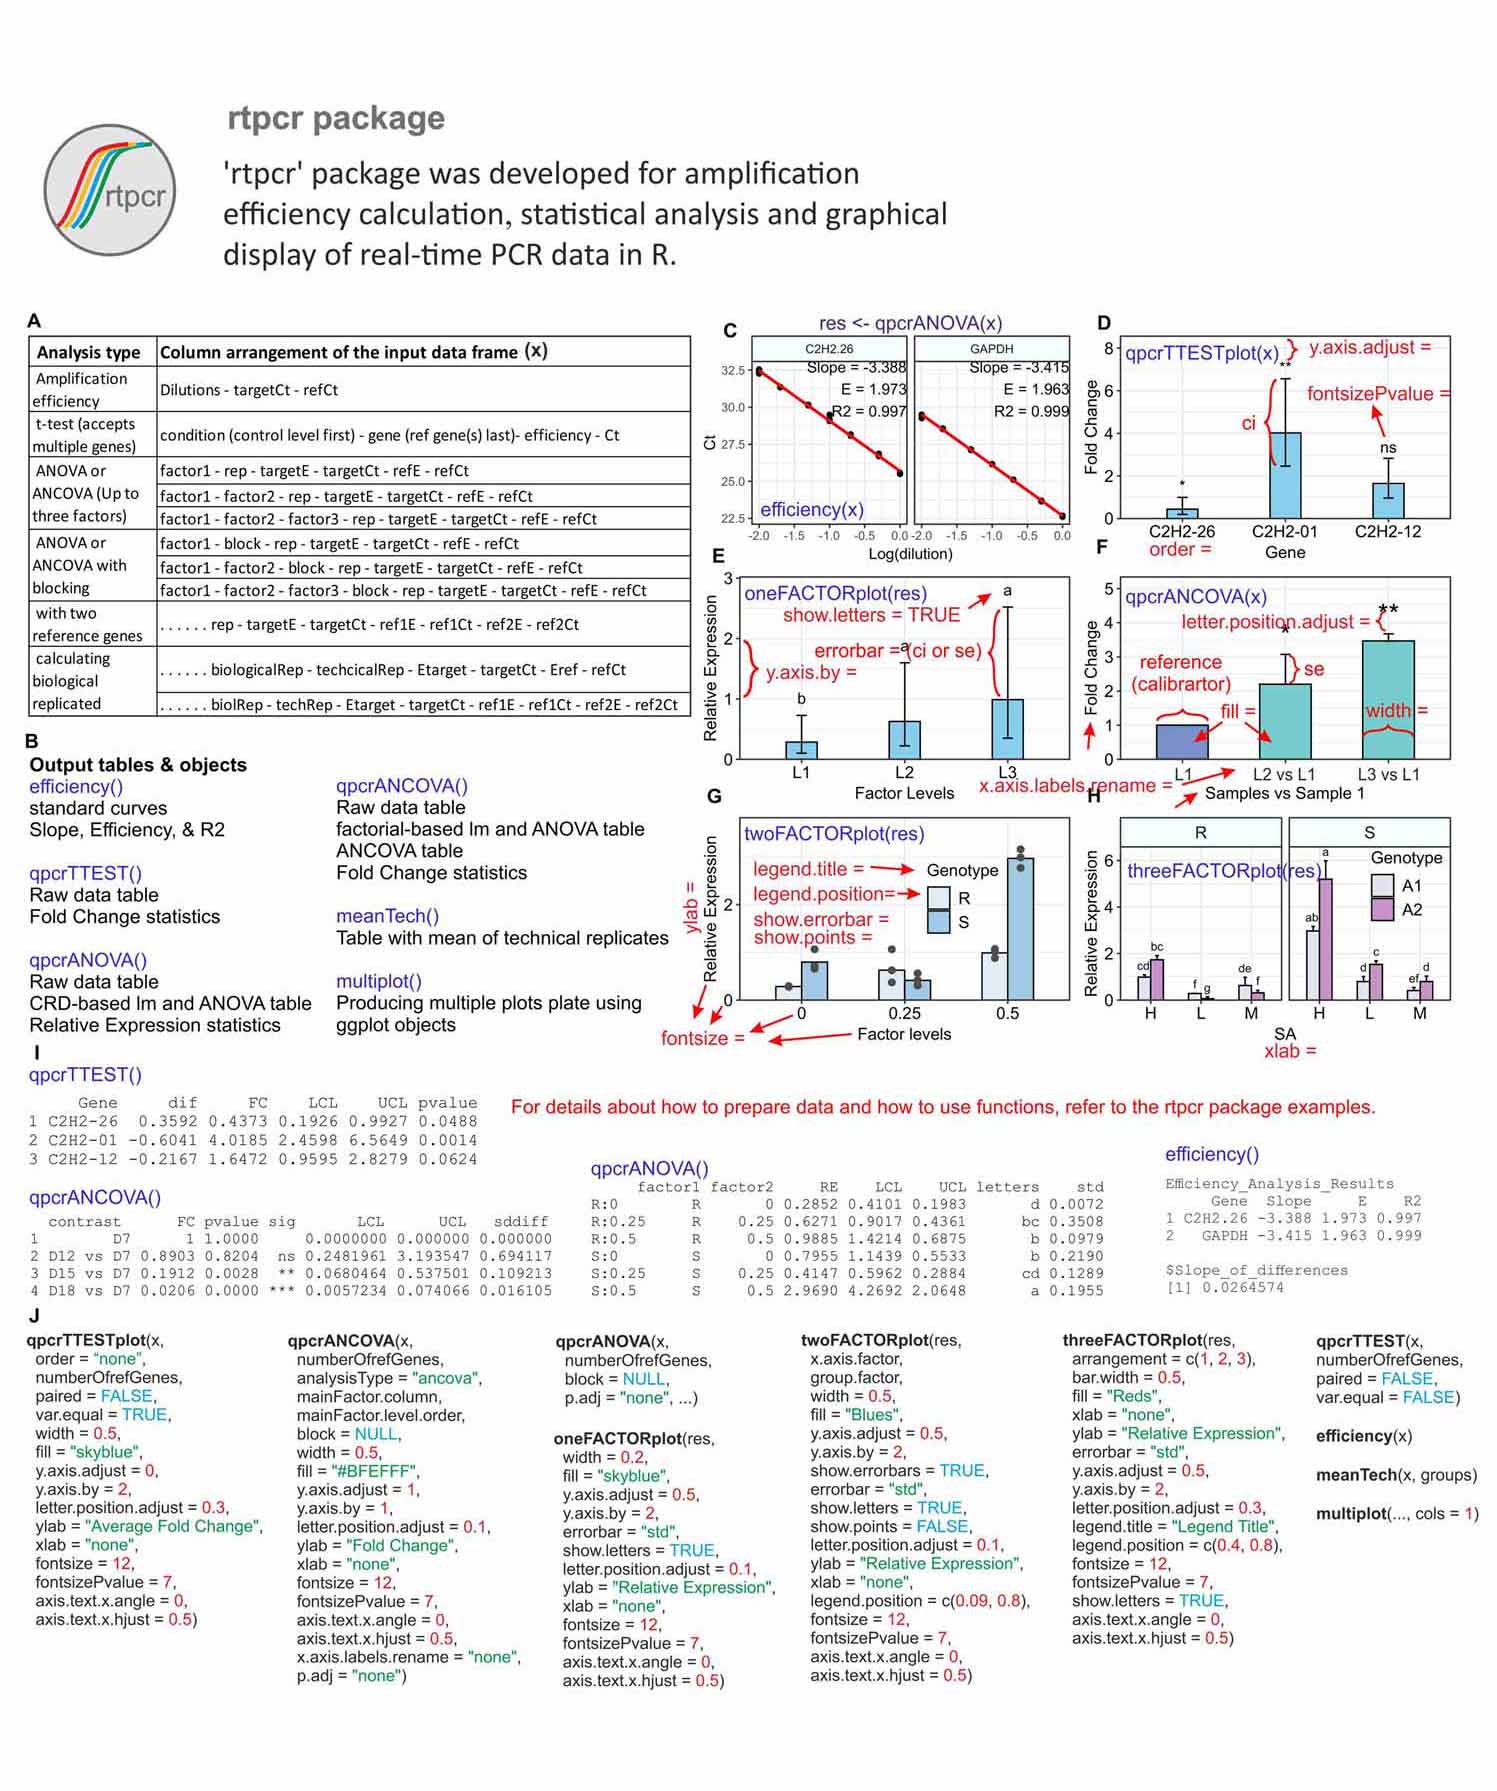 rtpcr
rtpcr package
'rtpcr' package was developed for amplification
efficiency calculation, statistical analysis and graphical
display of real-time PCR data in R.
A
Analysis type Column arrangement of the input data frame (x)
Amplification
efficiency
Dilutions - targetCt - refCt
t-test (accepts
multiple genes)
condition (control level first) - gene (ref gene(s) last)- efficiency - Ct
ANOVA or
ANCOVA (Up to
three factors)
factor1 - rep - targetE - targetCt - refE - refCt
factor1 - factor2 - rep - targetE - targetCt - refE - refCt
factor1 - factor2 - factor3 - rep - targetE - targetCt - refE - refCt
ANOVA or
ANCOVA with
blocking
factor1 - block - rep - targetE - targetCt - refE - refCt
factor1 - factor2 - block - rep - targetE - targetCt - refE - refCt
factor1 - factor2 - factor3 - block - rep - targetE - targetCt - refE - refCt
with two
reference genes
. . . . . . rep - targetE - targetCt - ref1E - ref1Ct - ref2E - ref2Ct
calculating
biological
replicated
. . . . . . biologicalRep - techcicalRep - Etarget - targetCt - Eref - refCt
. . . . . . biolRep - techRep - Etarget - targetCt - ref1E - ref1Ct - ref2E - ref2Ct
B
Output tables & objects
efficiency()
standard curves
Slope, Efficiency, & R2
qpcrTTEST()
Raw data table
Fold Change statistics
qpcrANOVA()
Raw data table
CRD-based lm and ANOVA table
Relative Expression statistics
qpcrANCOVA()
Raw data table
factorial-based lm and ANOVA table
ANCOVA table
Fold Change statistics
meanTech()
Table with mean of technical replicates
multiplot()
Producing multiple plots plate using
ggplot objects
C
res <- qpcrANOVA(x)
C2H2.26
GAPDH
Slope = -3.388
E = 1.973
R2 = 0.997
Slope = -3.415
E = 1.963
R2 = 0.999
Ct
32.5
30.0
27.5
25.0
22.5
efficiency(x)
-2.0 -1.5 -1.0 -0.5 0.0 -2.0 -1.5 -1.0 -0.5 0.0
Log(dilution)
D
qpcrTTESTplot(x)
y.axis.adjust =
fontsizePvalue =
ci
**
*
ns
Fold Change
8
6
4
2
0
C2H2-26 C2H2-01 C2H2-12
order =
Gene
E
oneFACTORplot(res)
show.letters = TRUE
errorbar = (ci or se)
y.axis.by =
a
a
b
Relative Expression
3
2
1
0
L1 L2 L3
Factor Levels
x.axis.labels.rename =
F
qpcrANCOVA(x)
letter.position.adjust =
**
*
reference
(calibrartor)
se
fill =
width =
Fold Change
5
4
3
2
1
0
L1 L2 vs L1 L3 vs L1
Samples vs Sample 1
G
twoFACTORplot(res)
legend.title =
legend.position=
show.errorbar =
show.points =
Genotype
R
S
ylab =
Relative Expression
2
1
0
0 0.25 0.5
fontsize =
Factor levels
H
R S
threeFACTORplot(res)
Genotype
A1
A2
Relative Expression
6
4
2
0
cd bc f g de f
ab a d c ef d
H L M H L M
SA
xlab =
I
qpcrTTEST()
Gene dif FC LCL UCL pvalue
1 C2H2-26 0.3592 0.4373 0.1926 0.9927 0.0488
2 C2H2-01 -0.6041 4.0185 2.4598 6.5649 0.0014
3 C2H2-12 -0.2167 1.6472 0.9595 2.8279 0.0624
For details about how to prepare data and how to use functions, refer to the rtpcr package examples.
qpcrANCOVA()
contrast FC pvalue sig LCL UCL sddiff
1 D7 1 1.0000 0.0000000 0.000000 0.000000
2 D12 vs D7 0.8903 0.8204 ns 0.2481961 3.193547 0.694117
3 D15 vs D7 0.1912 0.0028 ** 0.0680464 0.537501 0.109213
4 D18 vs D7 0.0206 0.0000 *** 0.0057234 0.074066 0.016105
qpcrANOVA()
factor1 factor2 RE LCL UCL letters std
R:0 R 0 0.2852 0.4101 0.1983 d 0.0072
R:0.25 R 0.25 0.6271 0.9017 0.4361 bc 0.3508
R:0.5 R 0.5 0.9885 1.4214 0.6875 b 0.0979
S:0 S 0 0.7955 1.1439 0.5533 b 0.2190
S:0.25 S 0.25 0.4147 0.5962 0.2884 cd 0.1289
S:0.5 S 0.5 2.9690 4.2692 2.0648 a 0.1955
efficiency()
Efficiency_Analysis_Results
Gene Slope E R2
1 C2H2.26 -3.388 1.973 0.997
2 GAPDH -3.415 1.963 0.999
$Slope_of_differences
[1] 0.0264574
J
qpcrTTESTplot(x,
order = "none",
numberOfrefGenes,
paired = FALSE,
var.equal = TRUE,
width = 0.5,
fill = "skyblue",
y.axis.adjust = 0,
y.axis.by = 2,
letter.position.adjust = 0.3,
ylab = "Average Fold Change",
xlab = "none",
fontsize = 12,
fontsizePvalue = 7,
axis.text.x.angle = 0,
axis.text.x.hjust = 0.5)
qpcrANCOVA(x,
numberOfrefGenes,
analysisType = "ancova",
mainFactor.column,
mainFactor.level.order,
block = NULL,
width = 0.5,
fill = "#BFEFFF",
y.axis.adjust = 1,
y.axis.by = 1,
letter.position.adjust = 0.1,
ylab = "Fold Change",
xlab = "none",
fontsize = 12,
fontsizePvalue = 7,
axis.text.x.angle = 0,
axis.text.x.hjust = 0.5,
x.axis.labels.rename = "none",
p.adj = "none")
qpcrANOVA(x,
numberOfrefGenes,
block = NULL,
p.adj = "none", ...)
oneFACTORplot(res,
width = 0.2,
fill = "skyblue",
y.axis.adjust = 0.5,
y.axis.by = 2,
errorbar = "std",
show.letters = TRUE,
letter.position.adjust = 0.1,
ylab = "Relative Expression",
xlab = "none",
fontsize = 12,
fontsizePvalue = 7,
axis.text.x.angle = 0,
axis.text.x.hjust = 0.5)
twoFACTORplot(res,
x.axis.factor,
group.factor,
width = 0.5,
fill = "Blues",
y.axis.adjust = 0.5,
y.axis.by = 2,
show.errorbars = TRUE,
errorbar = "std",
show.letters = TRUE,
show.points = FALSE,
letter.position.adjust = 0.1,
ylab = "Relative Expression",
xlab = "none",
legend.position = c(0.09, 0.8),
fontsize = 12,
fontsizePvalue = 7,
axis.text.x.angle = 0,
axis.text.x.hjust = 0.5)
threeFACTORplot(res,
arrangement = c(1, 2, 3),
bar.width = 0.5,
fill = "Reds",
xlab = "none",
ylab = "Relative Expression",
errorbar = "std",
y.axis.adjust = 0.5,
y.axis.by = 2,
letter.position.adjust = 0.3,
legend.title = "Legend Title",
legend.position = c(0.4, 0.8),
fontsize = 12,
fontsizePvalue = 7,
show.letters = TRUE,
axis.text.x.angle = 0,
axis.text.x.hjust = 0.5)
qpcrTTEST(x,
numberOfrefGenes,
paired = FALSE,
var.equal = FALSE)
efficiency(x)
meanTech(x, groups)
multiplot(..., cols = 1)